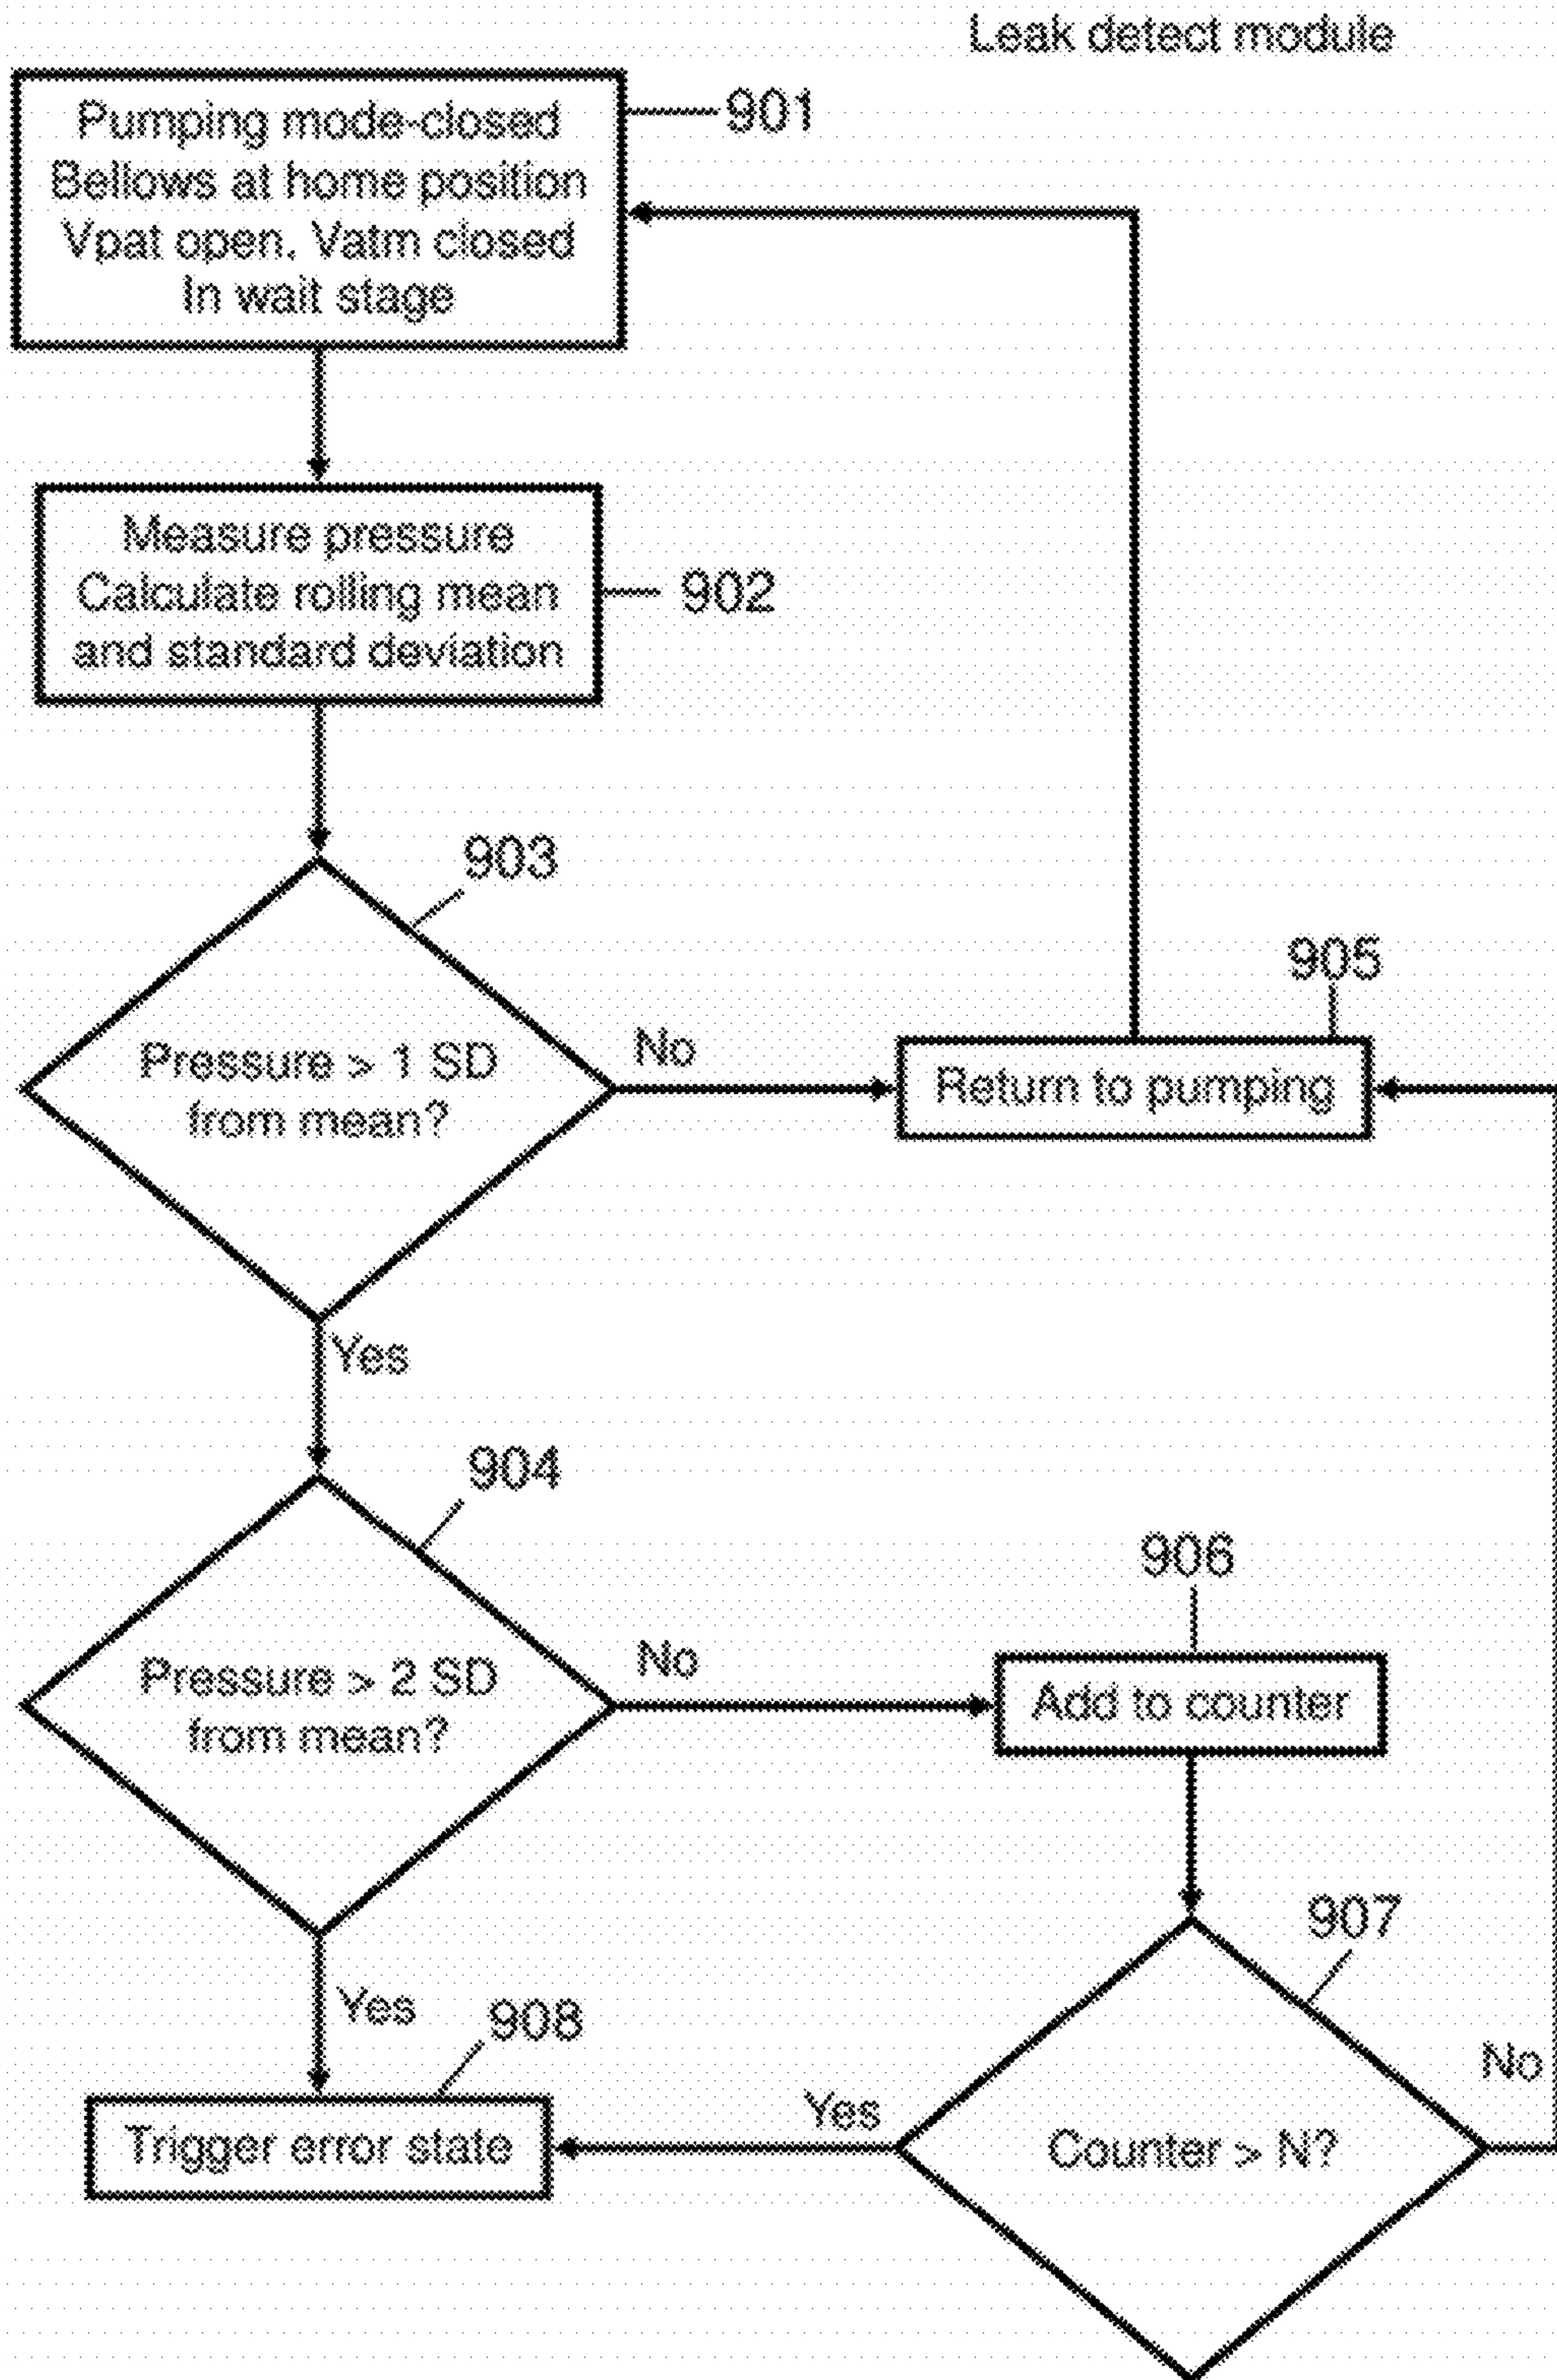 Leak detect module
Pumping mode-closed
Bellows at home position
Vpat open. Vatm closed
In wait stage
901
Measure pressure
Calculate rolling mean
and standard deviation
902
903
Pressure > 1 SD
from mean?
No
905
Return to pumping
Yes
904
Pressure > 2 SD
from mean?
No
906
Add to counter
Yes
908
Trigger error state
907
Counter > N?
Yes
No